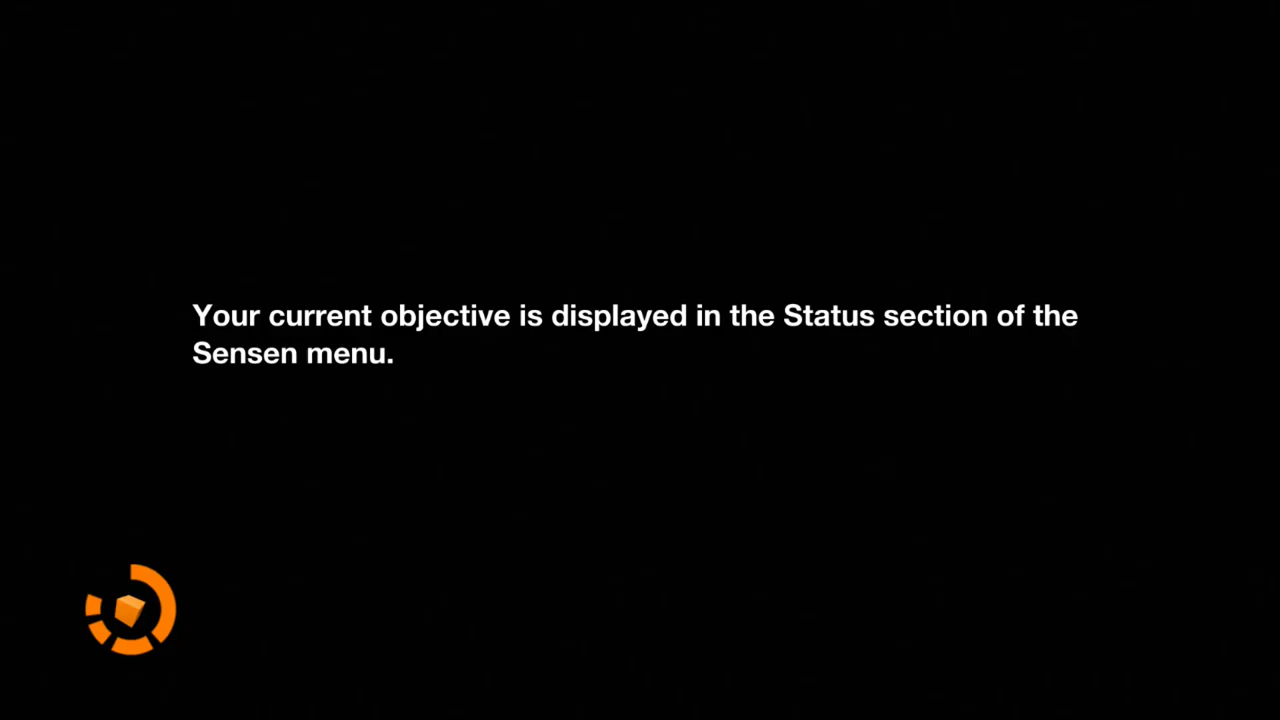 Your current objective is displayed in the Status section of the
Sensen menu.